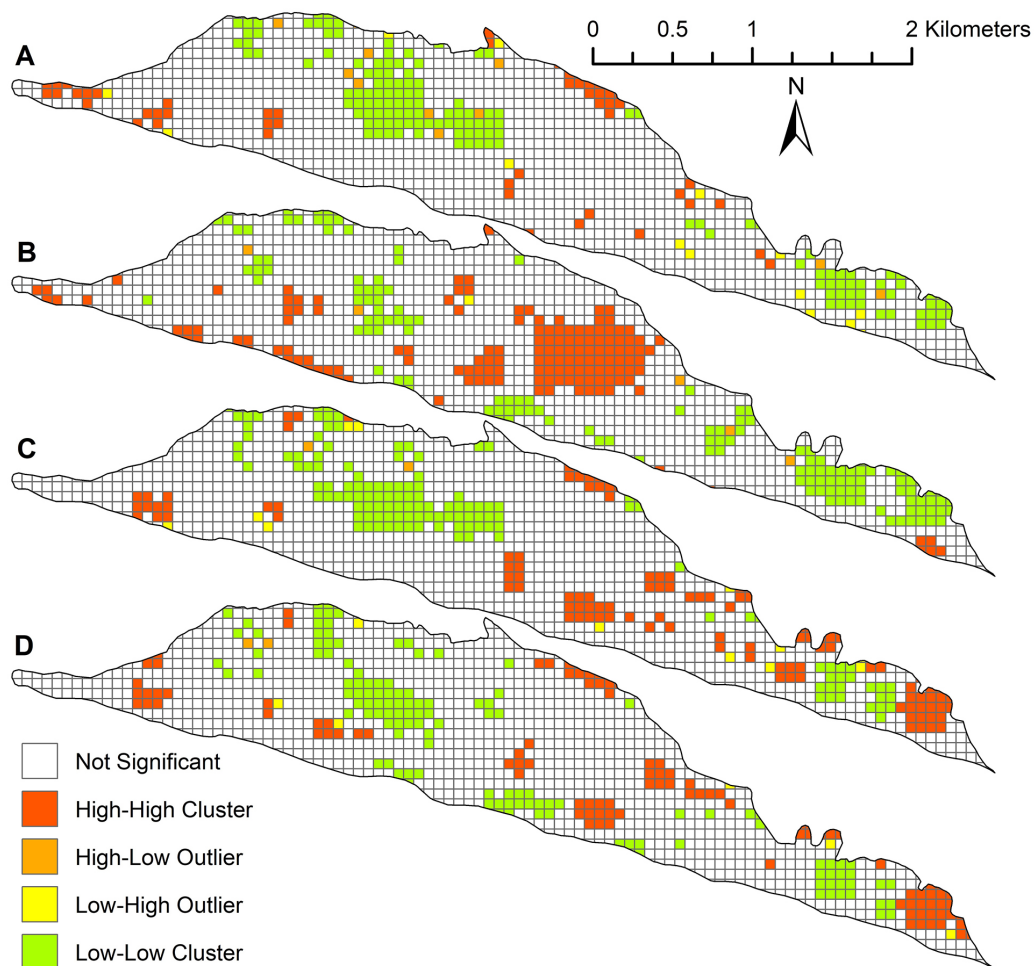 0 0.5 1 2 Kilometers
A
N
B
C
D
Not Significant
High-High Cluster
High-Low Outlier
Low-High Outlier
Low-Low Cluster